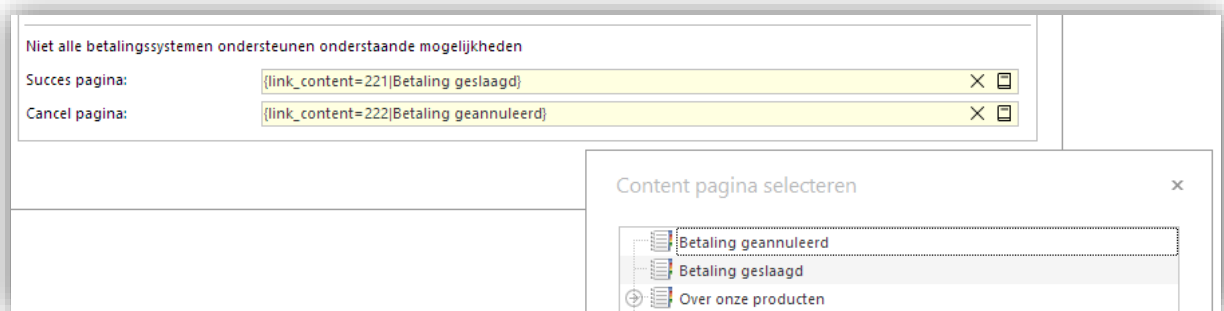 Niet alle betalingssystemen ondersteunen onderstaande mogelijkheden
Succes pagina: {link_content=221|Betaling geslaagd}
Cancel pagina: {link_content=222|Betaling geannuleerd}
Content pagina selecteren
Betaling geannuleerd
Betaling geslaagd
Over onze producten